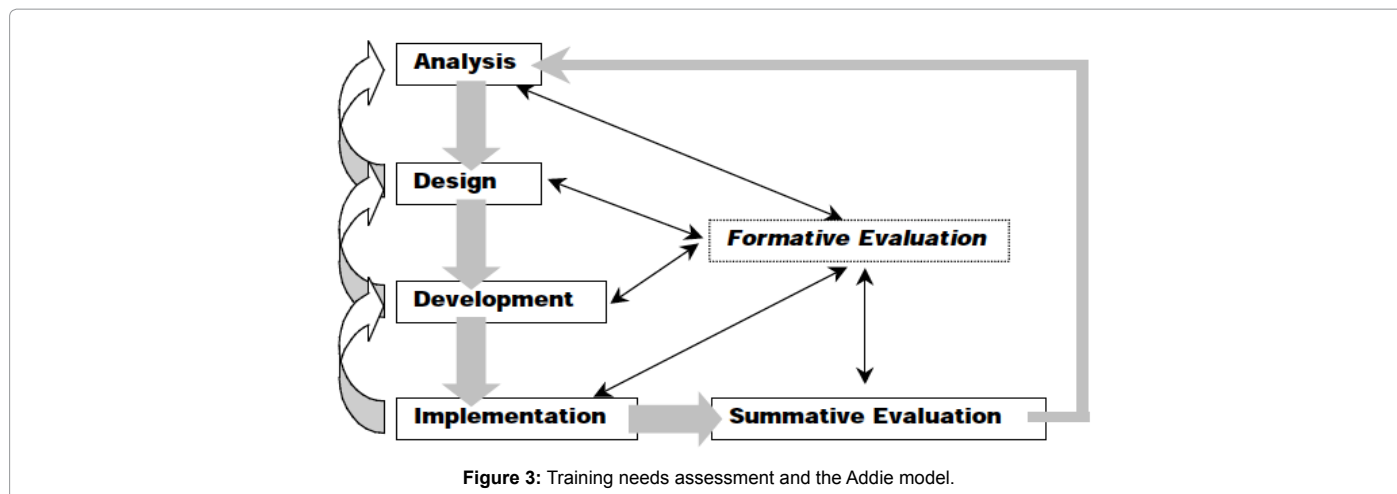 Analysis
Design
Formative Evaluation
Development
Implementation
Summative Evaluation
Figure 3: Training needs assessment and the Addie model.